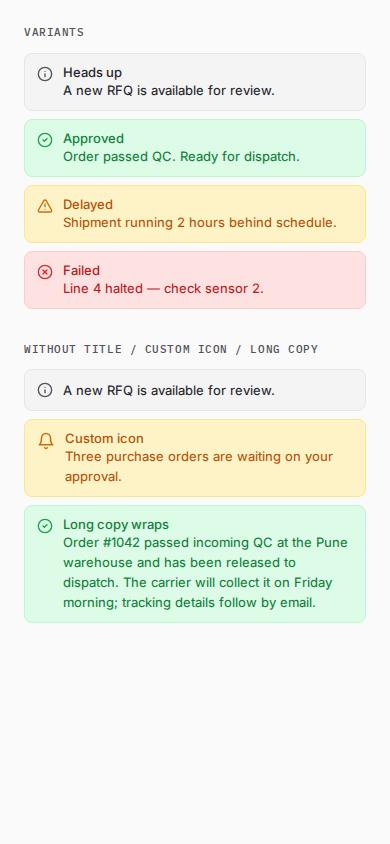 VARIANTS
Heads up
A new RFQ is available for review.
Approved
Order passed QC. Ready for dispatch.
Delayed
Shipment running 2 hours behind schedule.
Failed
Line 4 halted — check sensor 2.
WITHOUT TITLE / CUSTOM ICON / LONG COPY
A new RFQ is available for review.
Custom icon
Three purchase orders are waiting on your
approval.
Long copy wraps
Order #1042 passed incoming QC at the Pune
warehouse and has been released to
dispatch. The carrier will collect it on Friday
morning; tracking details follow by email.